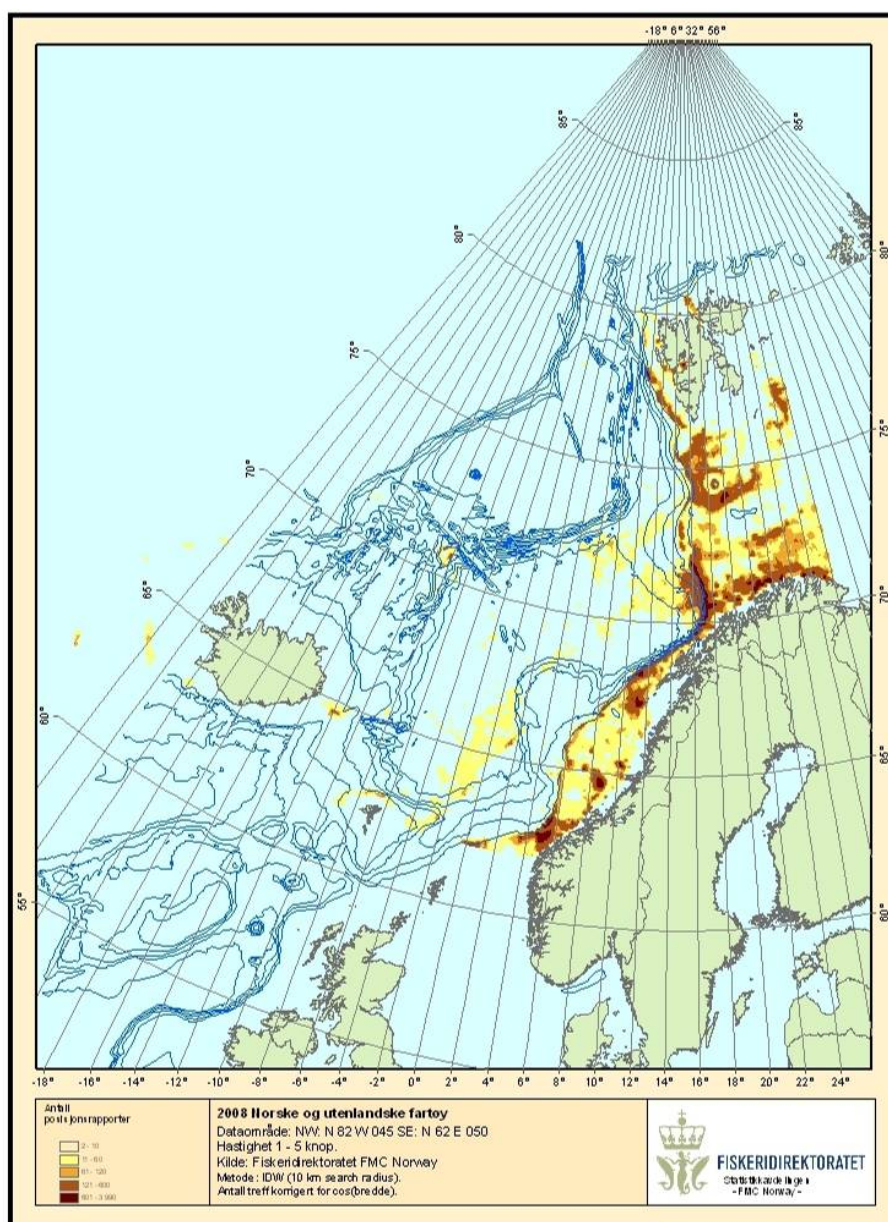 -18° 6° 32° 56°
85° 85°
80° 80°
75° 75°
70° 70°
65° 65°
60° 60°
55°
-18° -16° -14° -12° -10° -8° -6° -4° -2° 0° 2° 4° 6° 8° 10° 12° 14° 16° 18° 20° 22° 24°
Antall
posisjonsrapporter
2 - 10
11 - 60
61 - 120
121 - 600
601 - 3 990
2008 Norske og utenlandske fartøy
Dataområde: NW: N 82 W 045 SE: N 62 E 050
Hastighet 1 - 5 knop.
Kilde: Fiskeridirektoratet FMC Norway
Metode: IDW (10 km search radius).
Antall treff korrigert for cos(bredde).
FISKERIDIREKTORATET
Statistikkavdelingen
- FMC Norway -